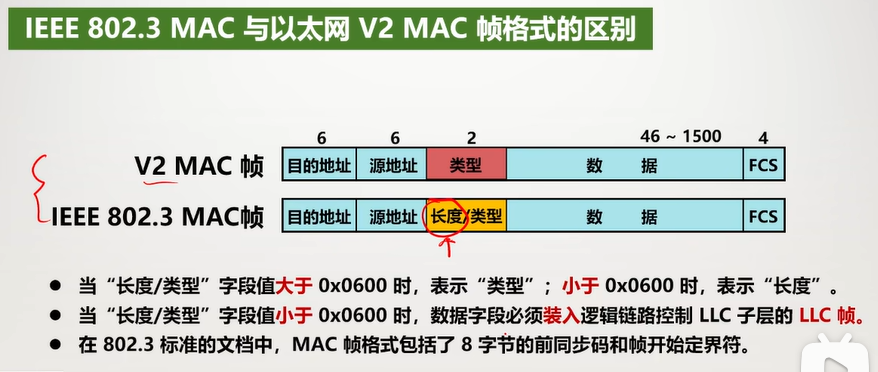 IEEE 802.3 MAC 与以太网 V2 MAC 帧格式的区别
6 6 2 46 ~ 1500 4
V2 MAC 帧 目的地址 源地址 类型 数 据 FCS
IEEE 802.3 MAC帧 目的地址 源地址 长度/类型 数 据 FCS
● 当“长度/类型”字段值大于 0x0600 时，表示“类型”；小于 0x0600 时，表示“长度”。
● 当“长度/类型”字段值小于 0x0600 时，数据字段必须装入逻辑链路控制 LLC 子层的 LLC 帧。
● 在 802.3 标准的文档中，MAC 帧格式包括了 8 字节的前同步码和帧开始定界符。